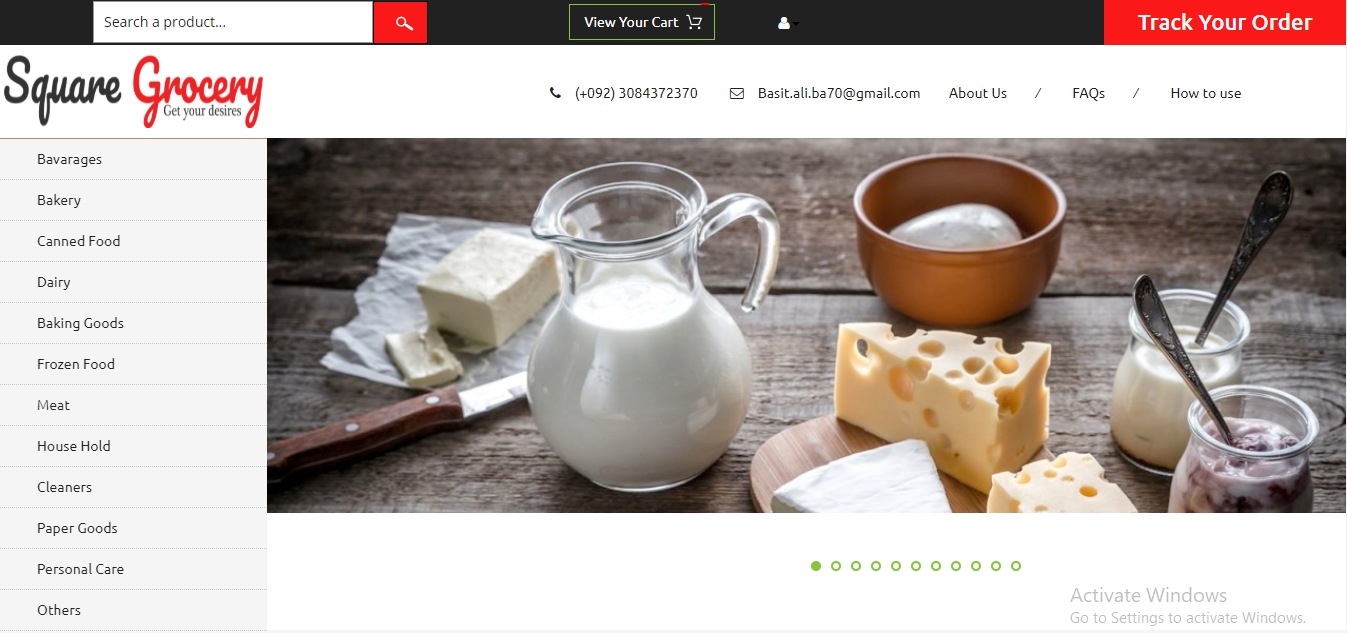 Search a product...
View Your Cart
Track Your Order
Square Grocery
Get your desires
(+092) 3084372370
Basit.ali.ba70@gmail.com
About Us / FAQs / How to use
Bavarages
Bakery
Canned Food
Dairy
Baking Goods
Frozen Food
Meat
House Hold
Cleaners
Paper Goods
Personal Care
Others
Activate Windows
Go to Settings to activate Windows.